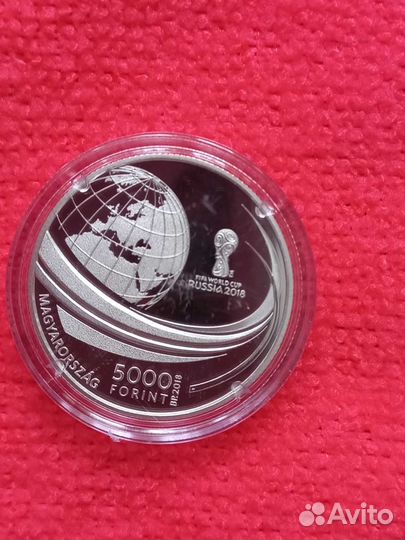 FIFA WORLD CUP
RUSSIA 2018
MAGYARORSZÁG
5000
FORINT
BP.2018
Avito